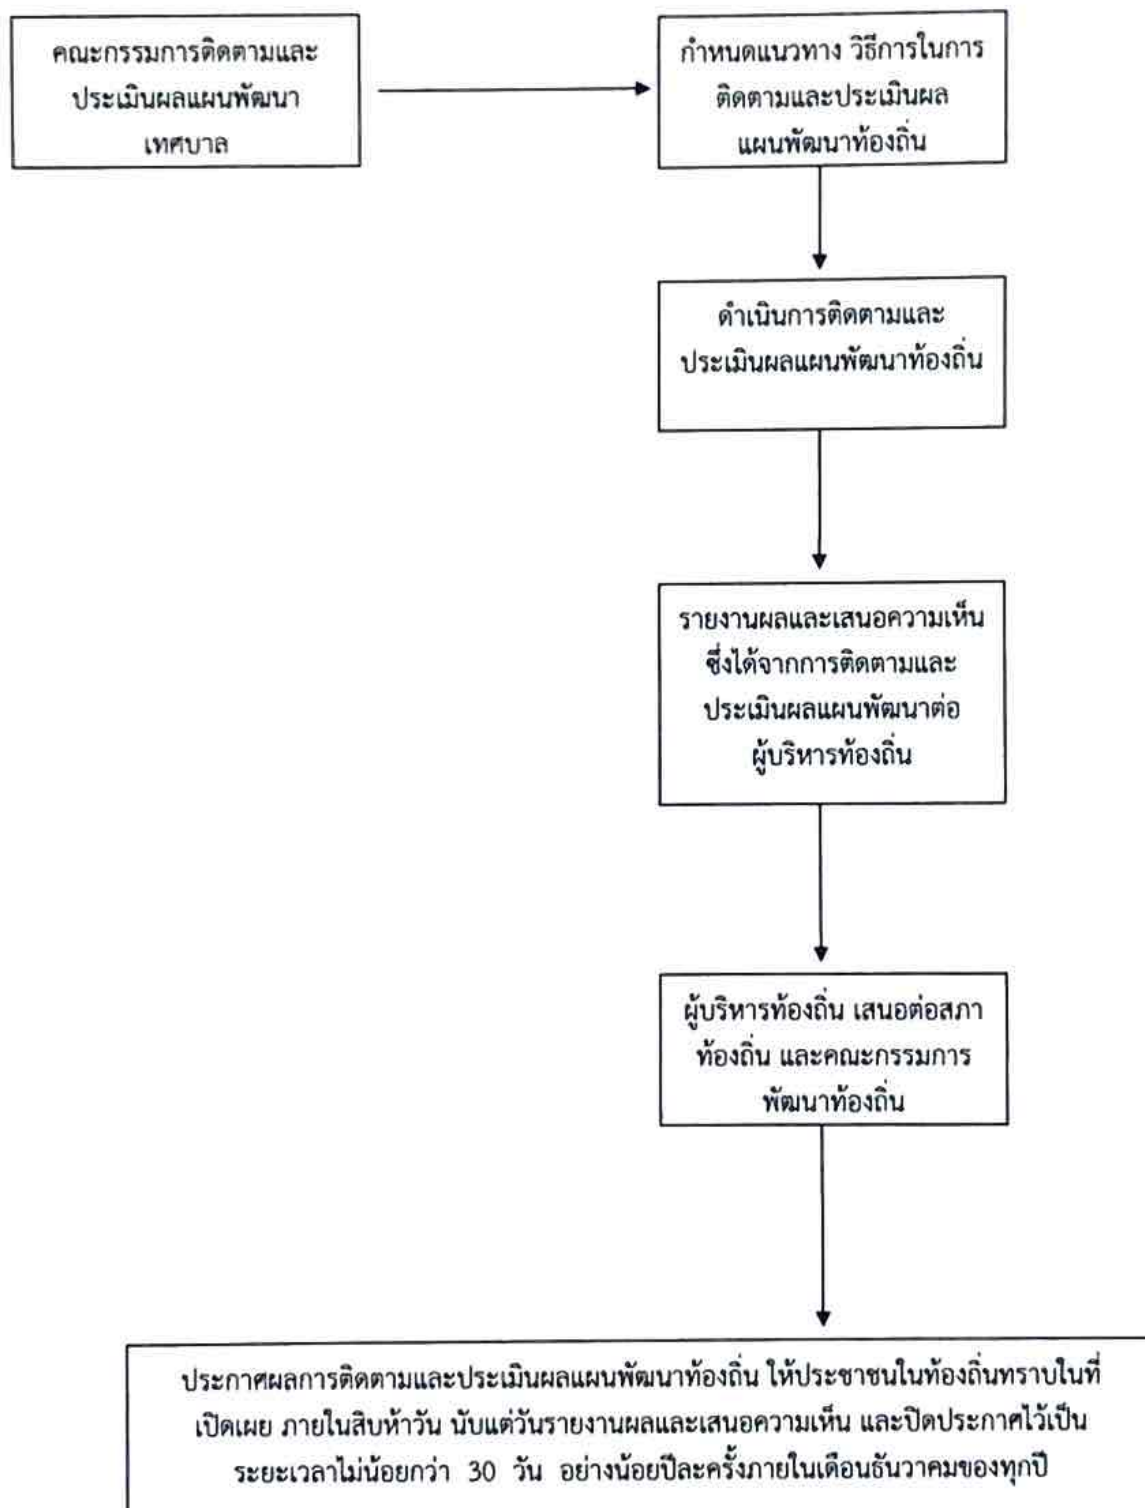 คณะกรรมการติดตามและ
ประเมินผลแผนพัฒนา
เทศบาล
กำหนดแนวทาง วิธีการในการ
ติดตามและประเมินผล
แผนพัฒนาท้องถิ่น
ดำเนินการติดตามและ
ประเมินผลแผนพัฒนาท้องถิ่น
รายงานผลและเสนอความเห็น
ซึ่งได้จากการติดตามและ
ประเมินผลแผนพัฒนาต่อ
ผู้บริหารท้องถิ่น
ผู้บริหารท้องถิ่น เสนอต่อสภา
ท้องถิ่น และคณะกรรมการ
พัฒนาท้องถิ่น
ประกาศผลการติดตามและประเมินผลแผนพัฒนาท้องถิ่น ให้ประชาชนในท้องถิ่นทราบในที่
เปิดเผย ภายในสิบห้าวัน นับแต่วันรายงานผลและเสนอความเห็น และปิดประกาศไว้เป็น
ระยะเวลาไม่น้อยกว่า 30 วัน อย่างน้อยปีละครั้งภายในเดือนธันวาคมของทุกปี